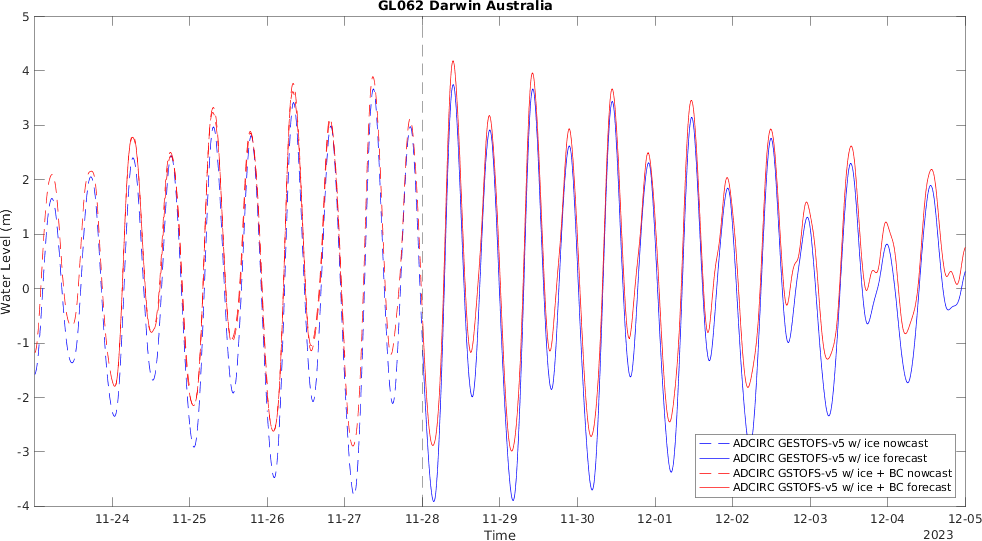 GL062 Darwin Australia
5
4
3
2
1
0
-1
-2
-3
-4
Water Level (m)
ADCIRC GESTOFS-v5 w/ ice nowcast
ADCIRC GESTOFS-v5 w/ ice forecast
ADCIRC GSTOFS-v5 w/ ice + BC nowcast
ADCIRC GSTOFS-v5 w/ ice + BC forecast
11-24 11-25 11-26 11-27 11-28 11-29 11-30 12-01 12-02 12-03 12-04 12-05
Time
2023